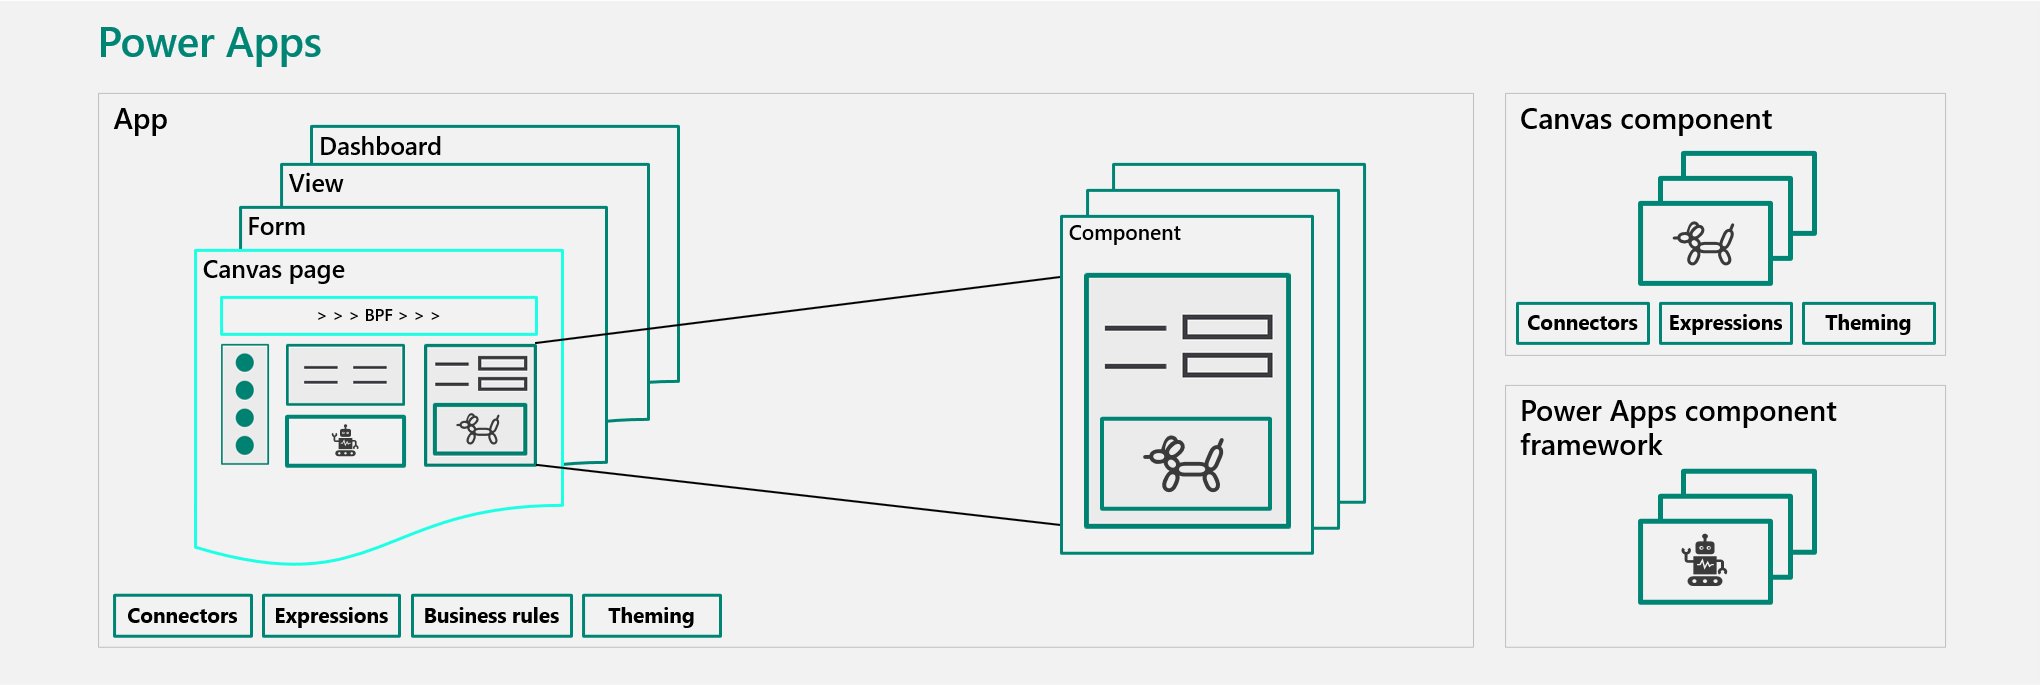 Power Apps
App
Dashboard
View
Form
Canvas page
> > > BPF > > >
Connectors
Expressions
Business rules
Theming
Component
Canvas component
Connectors
Expressions
Theming
Power Apps component
framework